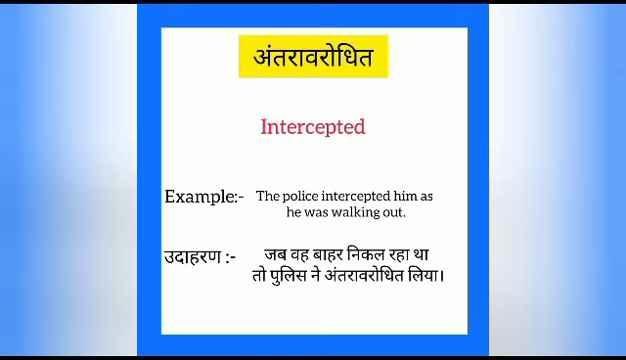 अंतरावरोधित
Intercepted
Example:- The police intercepted him as
he was walking out.
उदाहरण :- जब वह बाहर निकल रहा था
तो पुलिस ने अंतरावरोधित लिया।